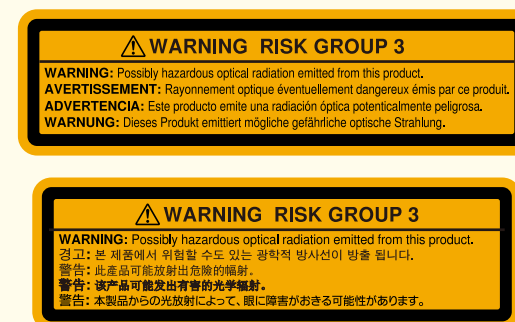 ⚠ WARNING RISK GROUP 3
WARNING: Possibly hazardous optical radiation emitted from this product.
AVERTISSEMENT: Rayonnement optique éventuellement dangereux émis par ce produit.
ADVERTENCIA: Este producto emite una radiación óptica potenticalmente peligrosa.
WARNUNG: Dieses Produkt emittiert mögliche gefährliche optische Strahlung.
⚠ WARNING RISK GROUP 3
WARNING: Possibly hazardous optical radiation emitted from this product.
경고: 본 제품에서 위험할 수도 있는 광학적 방사선이 방출 됩니다.
警告: 此產品可能放射出危險的幅射。
警告: 该产品可能发出有害的光学辐射。
警告: 本製品からの光放射によって、眼に障害がおきる可能性があります。